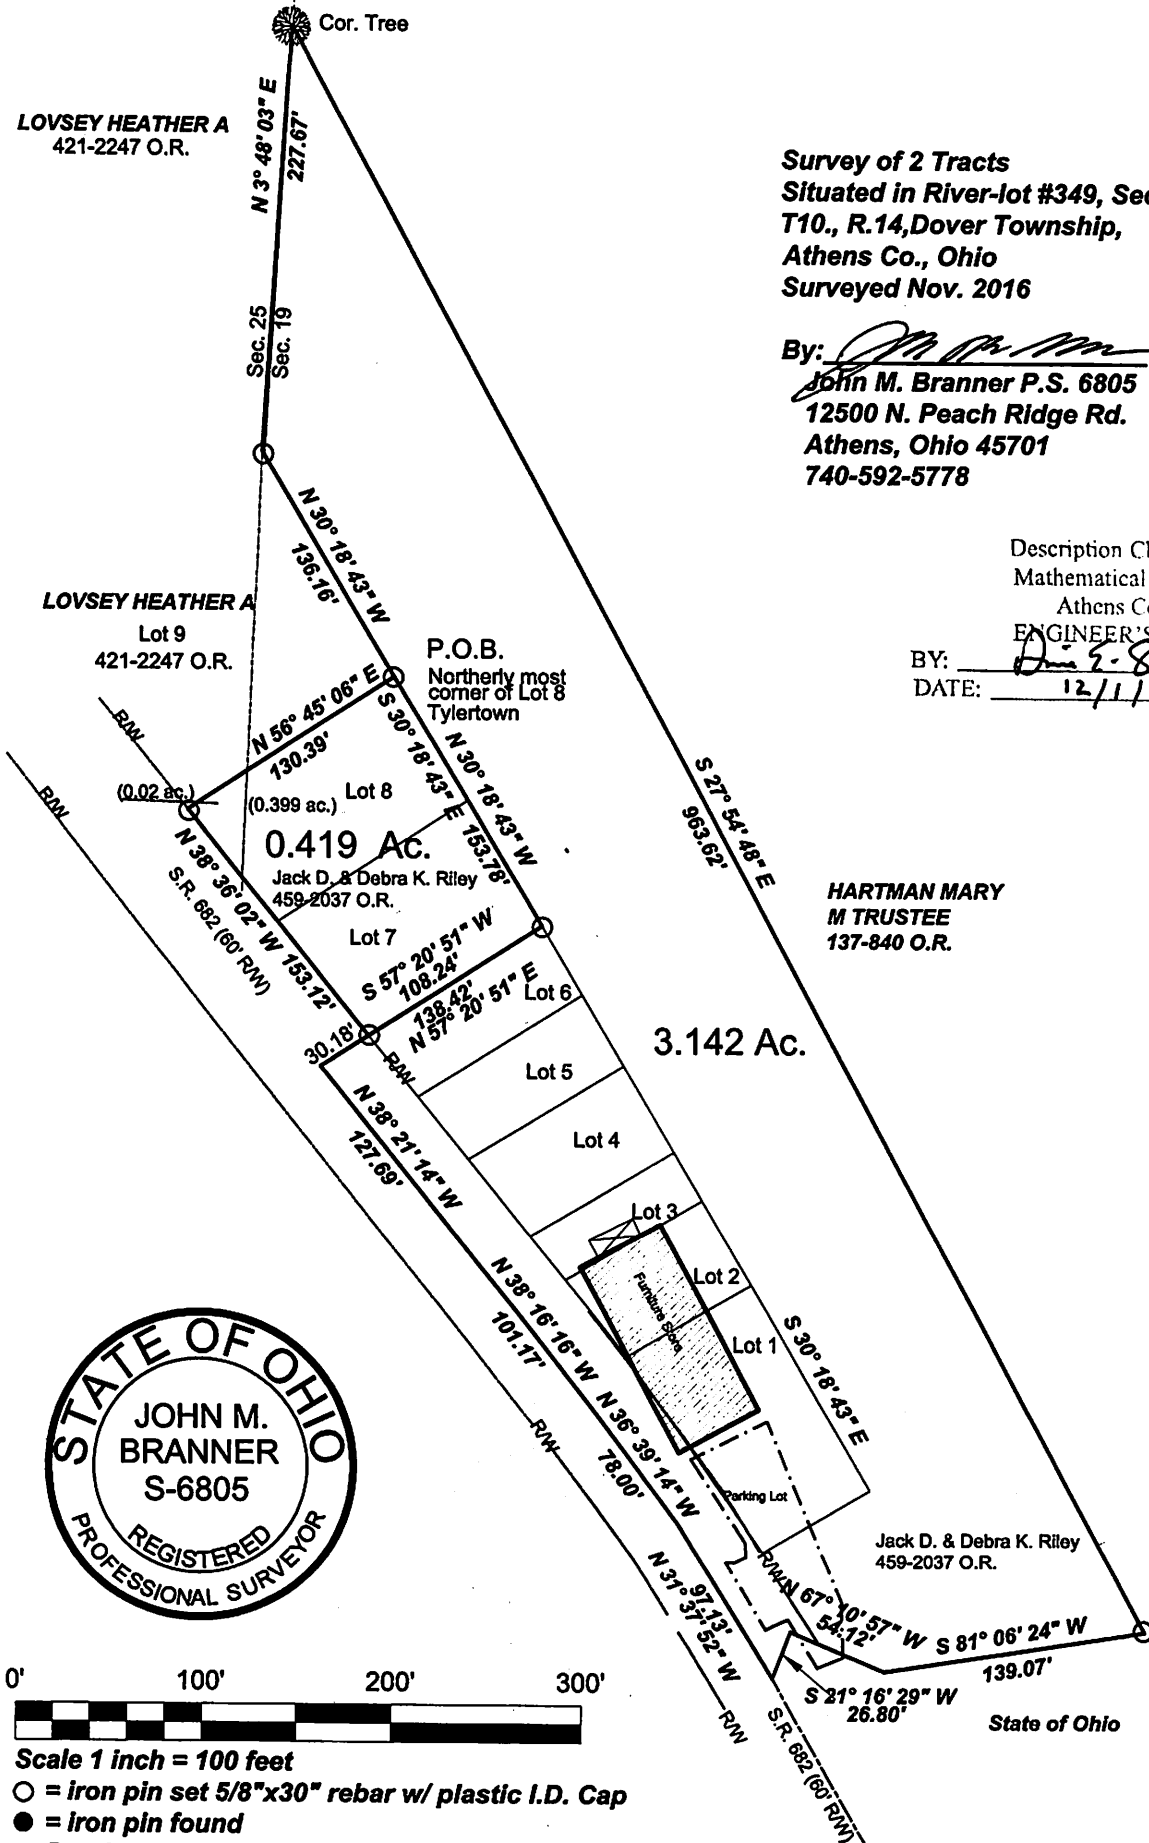 Cor. Tree
LOVSEY HEATHER A
421-2247 O.R.
N 3° 48' 03" E
227.67'
Sec. 25
Sec. 19
Survey of 2 Tracts
Situated in River-lot #349, Sec
T10., R.14,Dover Township,
Athens Co., Ohio
Surveyed Nov. 2016
By:
John M. Branner P.S. 6805
12500 N. Peach Ridge Rd.
Athens, Ohio 45701
740-592-5778
Description
Mathematical
Athens
ENGINEER'S
BY:
DATE: 12/1/
N 30° 18' 43" W
136.16'
LOVSEY HEATHER A
Lot 9
421-2247 O.R.
P.O.B.
Northerly most
corner of Lot 8
Tylertown
N 56° 45' 06" E
130.39'
R/W
R/W
(0.02 ac.)
(0.399 ac.)
Lot 8
0.419 Ac.
Jack D. & Debra K. Riley
459-2037 O.R.
S 30° 18' 43" E 153.78'
N 30° 18' 43" W
S 27° 54' 48" E
963.62'
N 38° 36' 02" W 153.12'
S.R. 682 (60' R/W)
Lot 7
HARTMAN MARY
M TRUSTEE
137-840 O.R.
S 57° 20' 51" W
108.24'
138.42'
N 57° 20' 51" E
30.18'
R/W
Lot 6
3.142 Ac.
Lot 5
Lot 4
N 38° 21' 14" W
127.69'
Lot 3
Lot 2
Furniture Store
Lot 1
N 38° 16' 16" W
101.17'
S 30° 18' 43" E
N 36° 39' 14" W
78.00'
R/W
Parking Lot
Jack D. & Debra K. Riley
459-2037 O.R.
R/W
N 31° 37' 52" W
97.13'
N 67° 10' 57" W
54.12'
S 81° 06' 24" W
139.07'
S 21° 16' 29" W
26.80'
State of Ohio
R/W
S.R. 682 (60' R/W)
STATE OF OHIO
JOHN M.
BRANNER
S-6805
REGISTERED
PROFESSIONAL SURVEYOR
0' 100' 200' 300'
Scale 1 inch = 100 feet
= iron pin set 5/8"x30" rebar w/ plastic I.D. Cap
= iron pin found